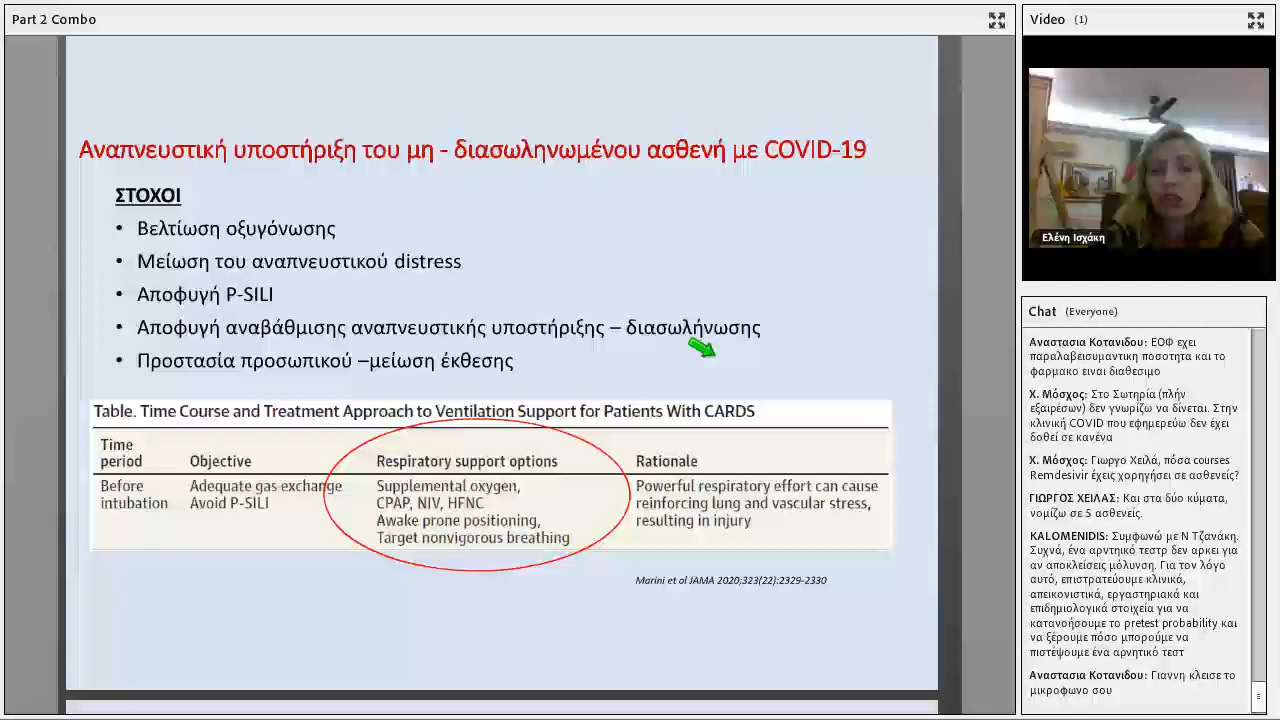 Part 2 Combo
Αναπνευστική υποστήριξη του μη - διασωληνωμένου ασθενή με COVID-19
ΣΤΟΧΟΙ
• Βελτίωση οξυγόνωσης
• Μείωση του αναπνευστικού distress
• Αποφυγή P-SILI
• Αποφυγή αναβάθμισης αναπνευστικής υποστήριξης – διασωλήνωσης
• Προστασία προσωπικού –μείωση έκθεσης
Table. Time Course and Treatment Approach to Ventilation Support for Patients With CARDS
Time
period Objective Respiratory support options Rationale
Before Adequate gas exchange Supplemental oxygen, Powerful respiratory effort can cause
intubation Avoid P-SILI CPAP, NIV, HFNC reinforcing lung and vascular stress,
Awake prone positioning, resulting in injury
Target nonvigorous breathing
Marini et al JAMA 2020;323(22):2329-2330
Video (1)
Ελένη Ισχάκη
Chat (Everyone)
Αναστασια Κοτανιδου: ΕΟΦ εχει
παραλαβεισυμαντικη ποσοτητα και το
φαρμακο ειναι διαθεσιμο
Χ. Μόσχος: Στο Σωτηρία (πλήν
εξαιρέσων) δεν γνωρίζω να δίνεται. Στην
κλινική COVID που εφημερεύω δεν έχει
δοθεί σε κανένα
Χ. Μόσχος: Γιωργο Χειλά, πόσα courses
Remdesivir έχεις χορηγήσει σε ασθενείς?
ΓΙΩΡΓΟΣ ΧΕΙΛΑΣ: Και στα δύο κύματα,
νομίζω σε 5 ασθενείς.
KALOMENIDIS: Συμφωνώ με Ν Τζανάκη.
Συχνά, ένα αρντητικό τεστρ δεν αρκει για
αν αποκλείσεις μόλυνση. Για τον λόγο
αυτό, επιστρατεύουμε κλινικά,
απεικονιστικά, εργαστηριακά και
επιδημιολογικά στοιχεία για να
κατανοήσουμε το pretest probability και
να ξέρουμε πόσο μπορούμε να
πιστέψουμε ένα αρνητικό τεστ
Αναστασια Κοτανιδου: Γιαννη κλεισε το
μικροφωνο σου